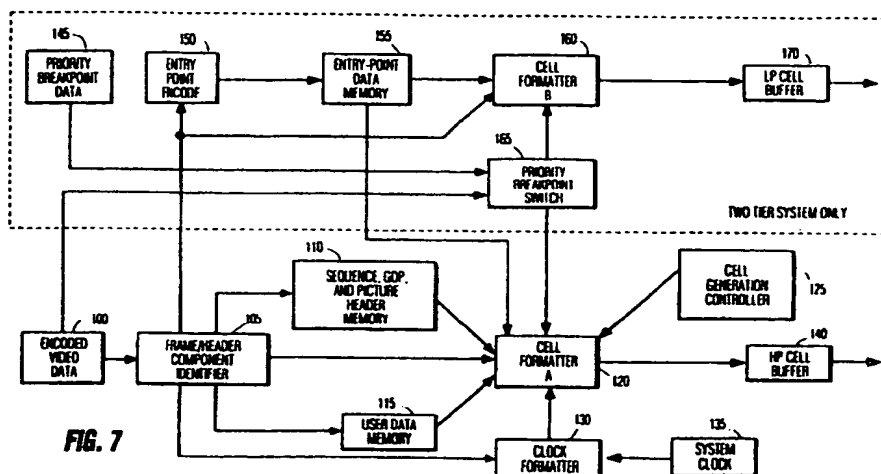 145
PRIORITY
BREAKPOINT
DATA
150
ENTRY
POINT
ENCODE
155
ENTRY-POINT
DATA
MEMORY
160
CELL
FORMATTER
B
170
LP CELL
BUFFER
165
PRIORITY
BREAKPOINT
SWITCH
TWO TIER SYSTEM ONLY
110
SEQUENCE, GOP,
AND PICTURE
HEADER
MEMORY
CELL
GENERATION
CONTROLLER
125
100
ENCODED
VIDEO
DATA
105
FRAME/HEADER
COMPONENT
IDENTIFIER
CELL
FORMATTER
A
120
140
HP CELL
BUFFER
115
USER DATA
MEMORY
130
CLOCK
FORMATTER
135
SYSTEM
CLOCK
FIG. 7